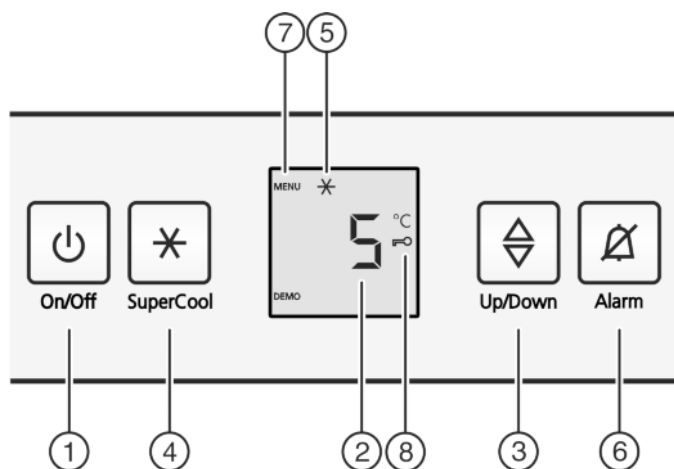 7 5
MENU
5 °C
DEMO
On/Off SuperCool Up/Down Alarm
1 4 2 8 3 6